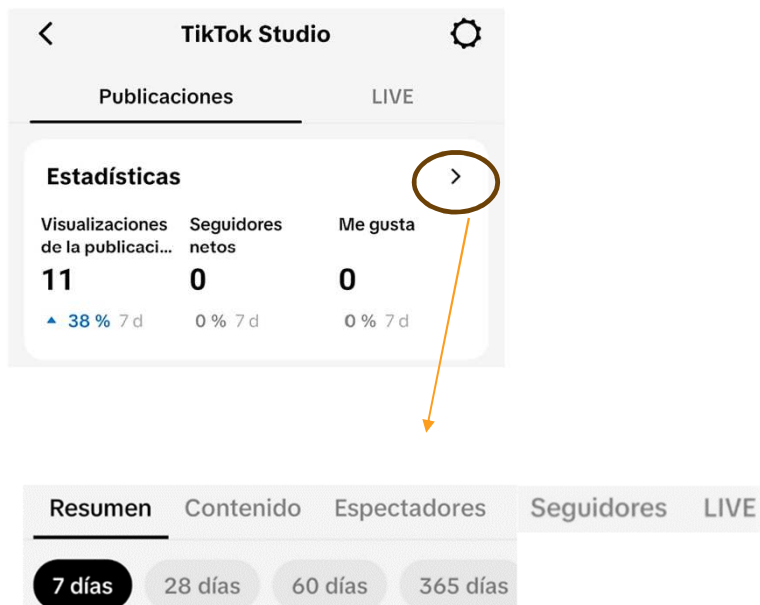 TikTok Studio
Publicaciones LIVE
Estadísticas
Visualizaciones Seguidores Me gusta
de la publicaci... netos
11 0 0
38 % 7 d 0 % 7 d 0 % 7 d
Resumen Contenido Espectadores Seguidores LIVE
7 días 28 días 60 días 365 días